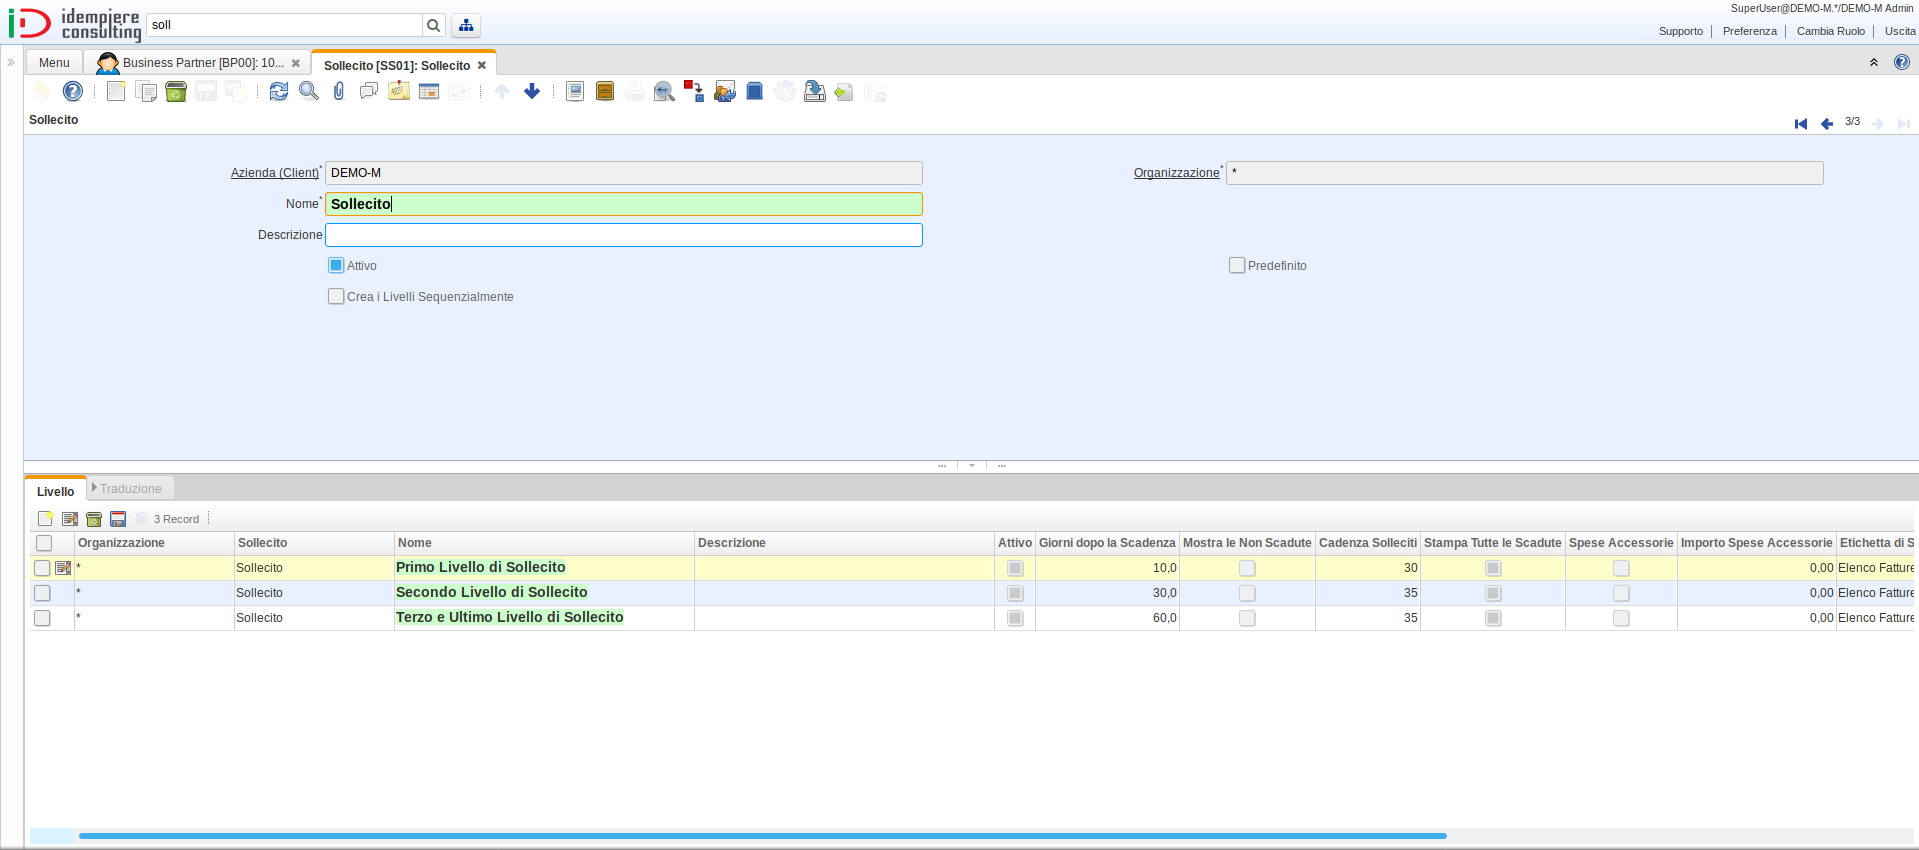 SuperUser@DEMO-M.*/DEMO-M Admin
idempiere
consulting
soll
Supporto Preferenza Cambia Ruolo Uscita
Menu Business Partner [BP00]: 10... Sollecito [SS01]: Sollecito
Sollecito
3/3
Azienda (Client)* DEMO-M Organizzazione* *
Nome* Sollecito
Descrizione
Attivo Predefinito
Crea i Livelli Sequenzialmente
Livello Traduzione
3 Record
Organizzazione Sollecito Nome Descrizione Attivo Giorni dopo la Scadenza Mostra le Non Scadute Cadenza Solleciti Stampa Tutte le Scadute Spese Accessorie Importo Spese Accessorie Etichetta di S
* Sollecito Primo Livello di Sollecito 10,0 30 0,00 Elenco Fatture
* Sollecito Secondo Livello di Sollecito 30,0 35 0,00 Elenco Fatture
* Sollecito Terzo e Ultimo Livello di Sollecito 60,0 35 0,00 Elenco Fatture